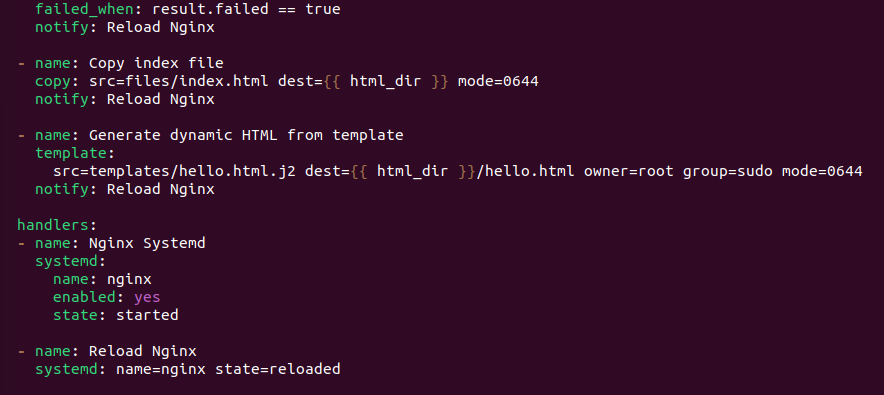 failed_when: result.failed == true
    notify: Reload Nginx

  - name: Copy index file
    copy: src=files/index.html dest={{ html_dir }} mode=0644
    notify: Reload Nginx

  - name: Generate dynamic HTML from template
    template:
      src=templates/hello.html.j2 dest={{ html_dir }}/hello.html owner=root group=sudo mode=0644
    notify: Reload Nginx

  handlers:
  - name: Nginx Systemd
    systemd:
      name: nginx
      enabled: yes
      state: started

  - name: Reload Nginx
    systemd: name=nginx state=reloaded